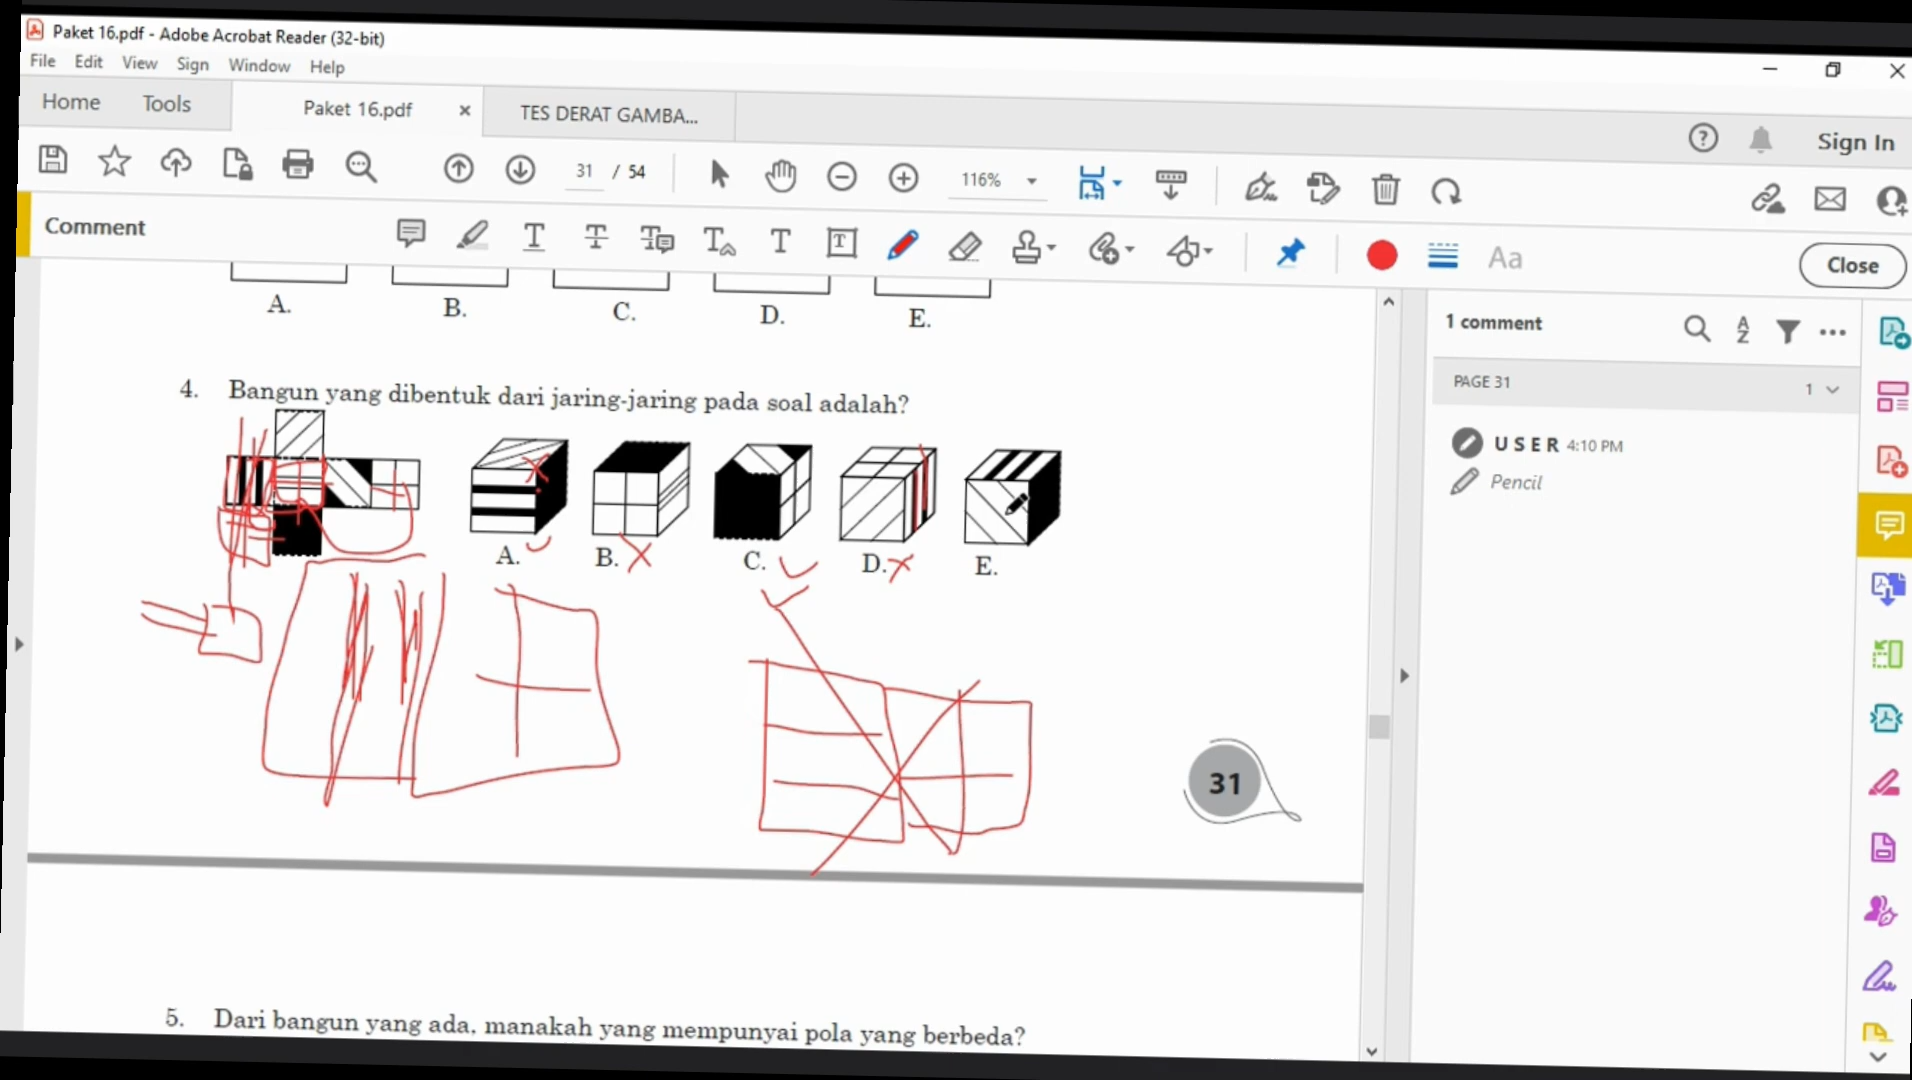 Paket 16.pdf - Adobe Acrobat Reader (32-bit)
File Edit View Sign Window Help
Home Tools Paket 16.pdf × TES DERAT GAMBA...
Sign In
31 / 54 116%
Comment
Aa
Close
A. B. C. D. E.
4. Bangun yang dibentuk dari jaring-jaring pada soal adalah?
A. B. C. D. E.
31
5. Dari bangun yang ada, manakah yang mempunyai pola yang berbeda?
1 comment
PAGE 31 1
USER 4:10 PM
Pencil